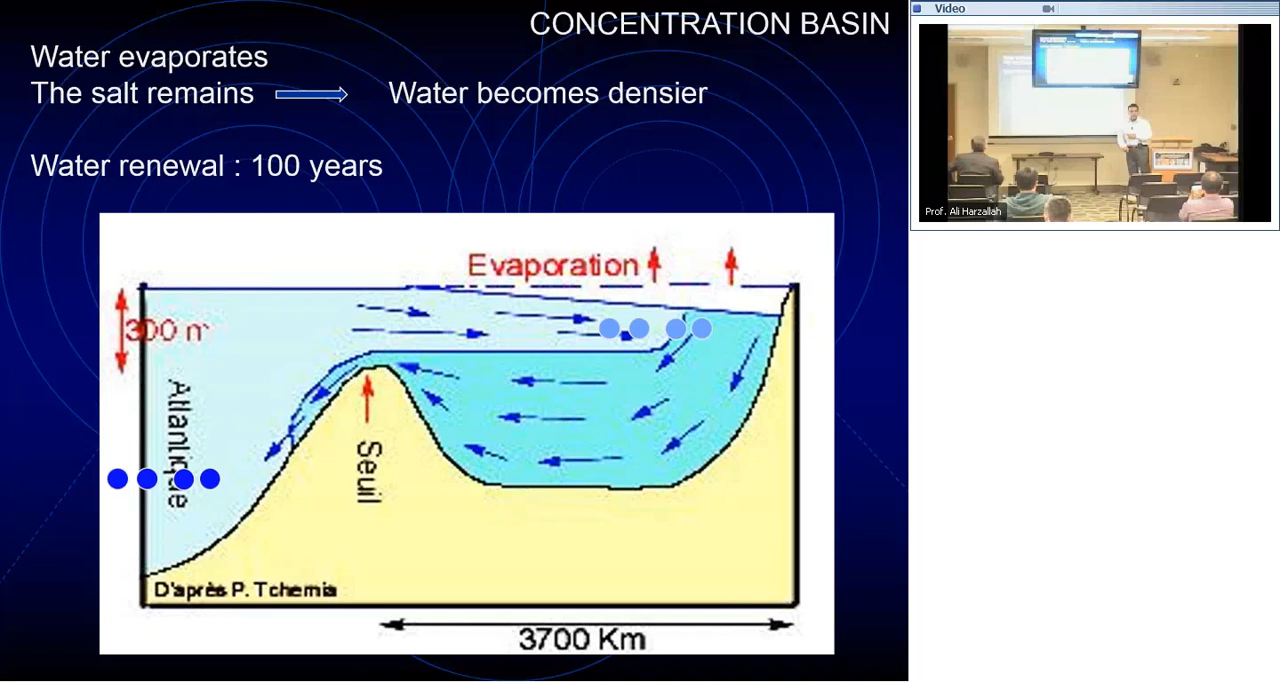 CONCENTRATION BASIN
Water evaporates
The salt remains
Water becomes densier
Water renewal : 100 years
Evaporation
300 m
Atlantique
Seuil
D'après P. Tchernia
3700 Km
Video
Prof. Ali Harzallah